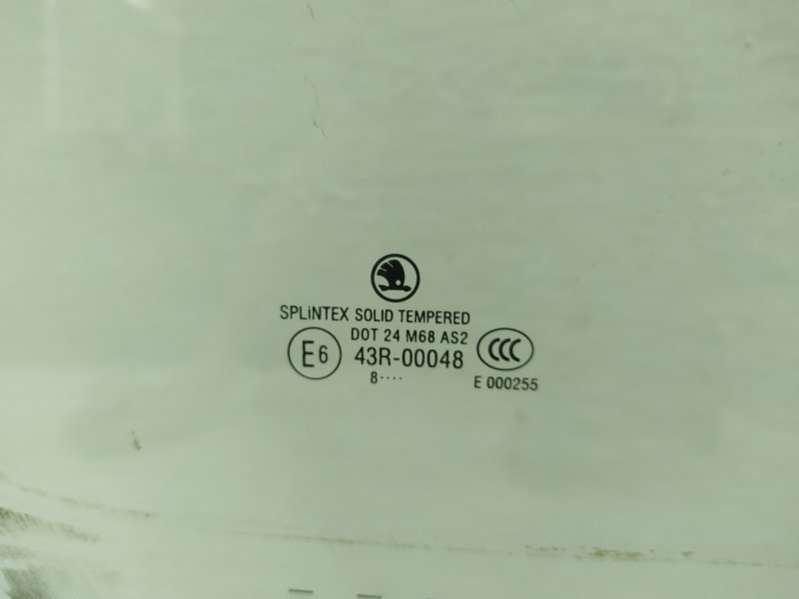 SPLiNTEX SOLID TEMPERED
DOT 24 M68 AS2
E6 43R-00048 CCC
8···· E 000255